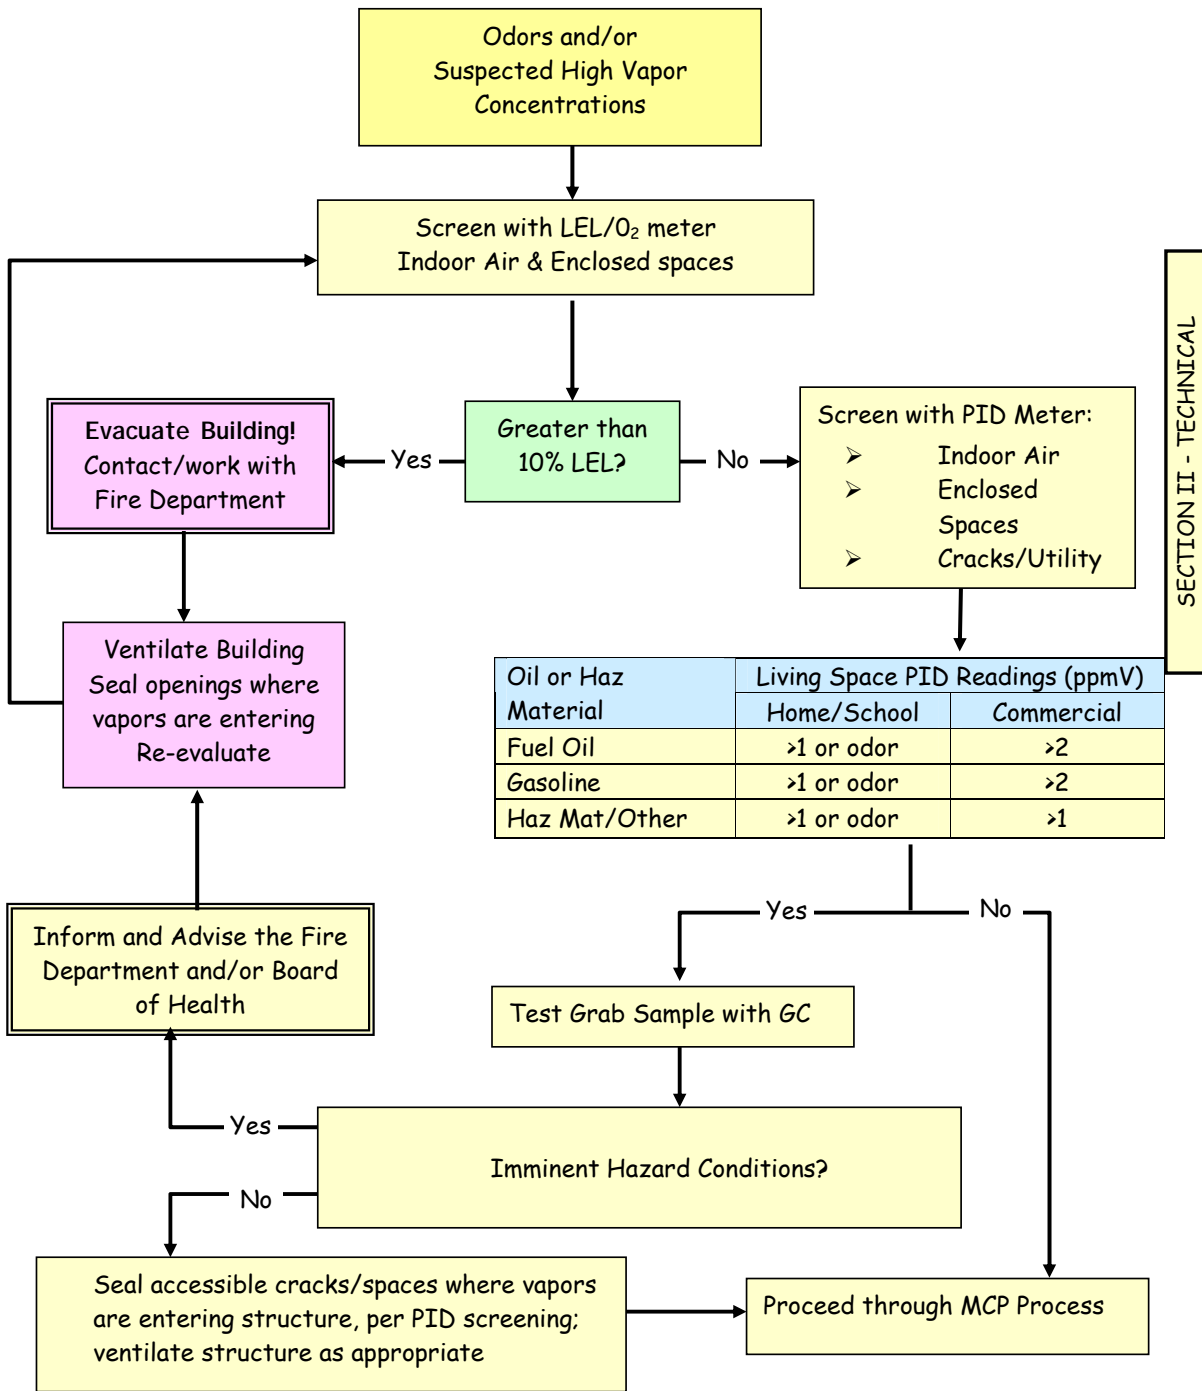 Odors and/or
Suspected High Vapor
Concentrations
Screen with LEL/0₂ meter
Indoor Air & Enclosed spaces
SECTION II - TECHNICAL
Evacuate Building!
Contact/work with
Fire Department
Yes
Greater than
10% LEL?
No
Screen with PID Meter:
➢ Indoor Air
➢ Enclosed
Spaces
➢ Cracks/Utility
Ventilate Building
Seal openings where
vapors are entering
Re-evaluate
Oil or Haz
Material
Living Space PID Readings (ppmV)
Home/School Commercial
Fuel Oil >1 or odor >2
Gasoline >1 or odor >2
Haz Mat/Other >1 or odor >1
Yes
No
Inform and Advise the Fire
Department and/or Board
of Health
Test Grab Sample with GC
Yes
Imminent Hazard Conditions?
No
Seal accessible cracks/spaces where vapors
are entering structure, per PID screening;
ventilate structure as appropriate
Proceed through MCP Process